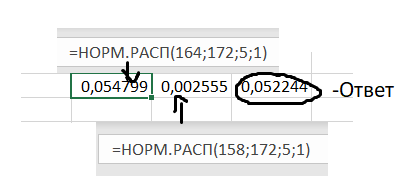 =НОРМ.РАСП(164;172;5;1)
0,054799 0,002555 0,052244 -Ответ
=НОРМ.РАСП(158;172;5;1)